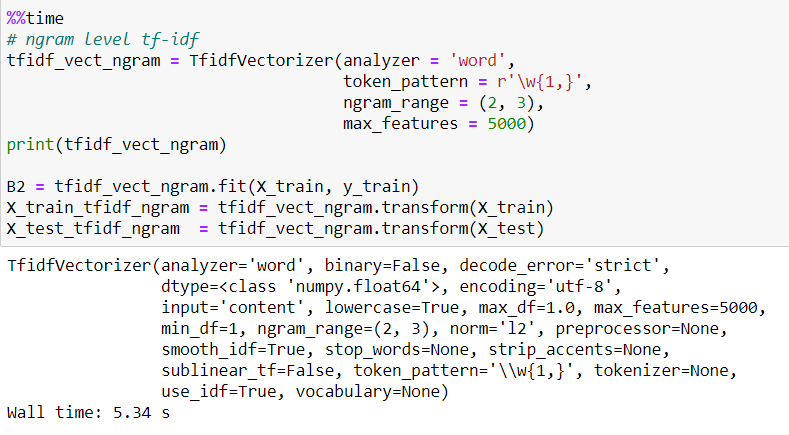 %%time
# ngram level tf-idf
tfidf_vect_ngram = TfidfVectorizer(analyzer = 'word',
                                   token_pattern = r'\w{1,}',
                                   ngram_range = (2, 3),
                                   max_features = 5000)
print(tfidf_vect_ngram)

B2 = tfidf_vect_ngram.fit(X_train, y_train)
X_train_tfidf_ngram = tfidf_vect_ngram.transform(X_train)
X_test_tfidf_ngram  = tfidf_vect_ngram.transform(X_test)
TfidfVectorizer(analyzer='word', binary=False, decode_error='strict',
                dtype=<class 'numpy.float64'>, encoding='utf-8',
                input='content', lowercase=True, max_df=1.0, max_features=5000,
                min_df=1, ngram_range=(2, 3), norm='l2', preprocessor=None,
                smooth_idf=True, stop_words=None, strip_accents=None,
                sublinear_tf=False, token_pattern='\\w{1,}', tokenizer=None,
                use_idf=True, vocabulary=None)
Wall time: 5.34 s